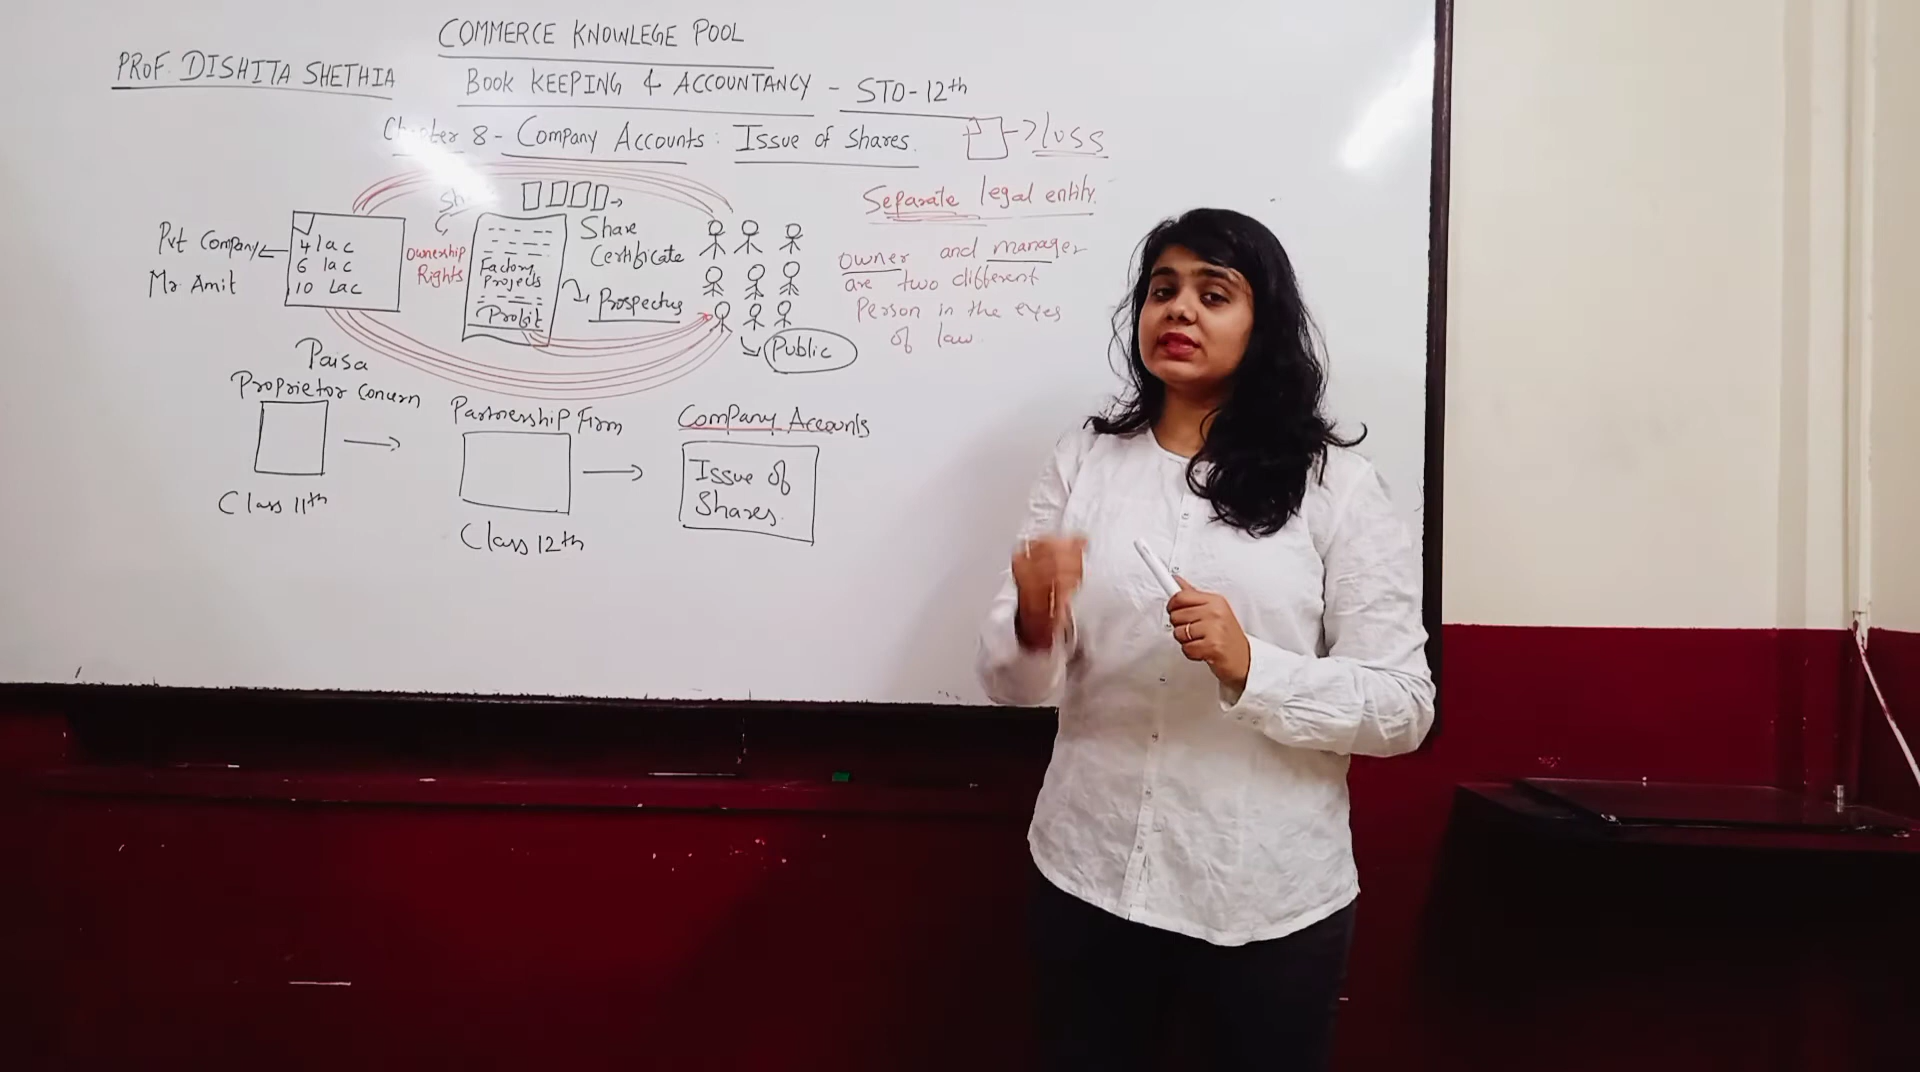 COMMERCE KNOWLEGE POOL
PROF. DISHITA SHETHIA
BOOK KEEPING & ACCOUNTANCY - STD-12th
Chapter 8 - Company Accounts: Issue of Shares.
loss
Separate legal entity.
owner and manager
are two different
Person in the eyes
of law.
Pvt Company
Mr Amit
4 lac
6 lac
10 Lac
Sh
Ownership
Rights
Factory
Projects
Profit
Share
Certificate
Prospectus
Public
Paisa
Proprietor Concern
Class 11th
Partnership Firm
Class 12th
Company Accounts
Issue of
Shares.